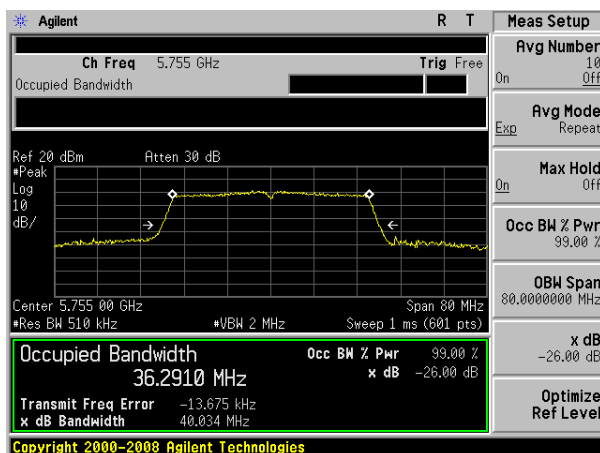 Agilent R T Meas Setup
Ch Freq 5.755 GHz Trig Free
Occupied Bandwidth
Avg Number
10
On Off
Avg Mode
Exp Repeat
Max Hold
On Off
Occ BW % Pwr
99.00 %
OBW Span
80.0000000 MHz
x dB
-26.00 dB
Optimize
Ref Level
Ref 20 dBm Atten 30 dB
#Peak
Log
10
dB/
Center 5.755 00 GHz Span 80 MHz
#Res BW 510 kHz #VBW 2 MHz Sweep 1 ms (601 pts)
Occupied Bandwidth Occ BW % Pwr 99.00 %
36.2910 MHz x dB -26.00 dB
Transmit Freq Error -13.675 kHz
x dB Bandwidth 40.034 MHz
Copyright 2000-2008 Agilent Technologies